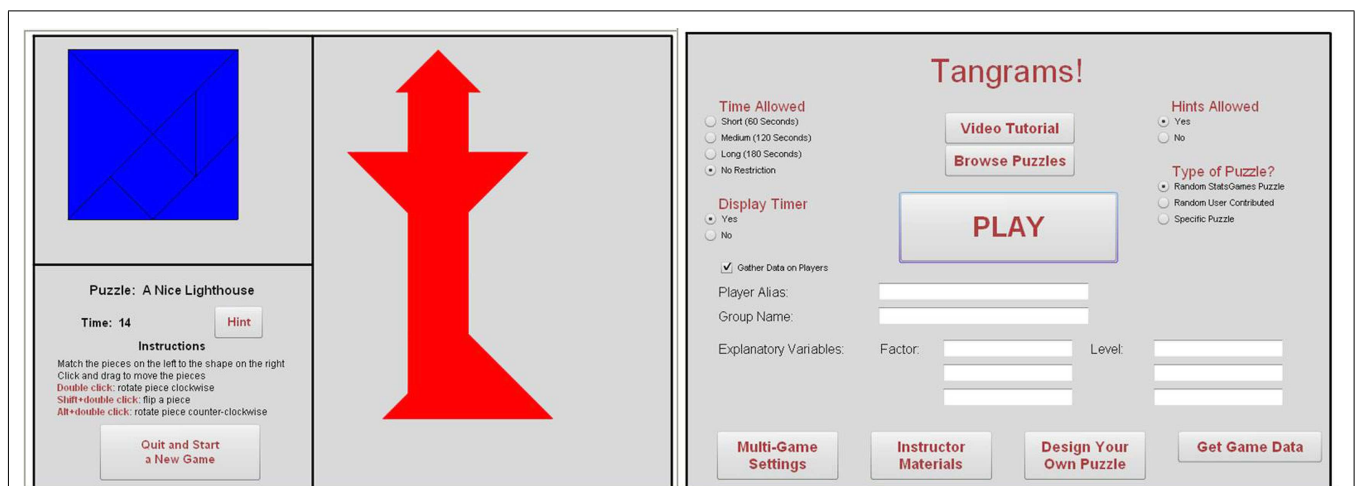 Puzzle: A Nice Lighthouse
Time: 14
Hint
Instructions
Match the pieces on the left to the shape on the right
Click and drag to move the pieces
Double click: rotate piece clockwise
Shift+double click: flip a piece
Alt+double click: rotate piece counter-clockwise
Quit and Start
a New Game
Tangrams!
Time Allowed
Short (60 Seconds)
Medium (120 Seconds)
Long (180 Seconds)
No Restriction
Display Timer
Yes
No
Video Tutorial
Browse Puzzles
PLAY
Hints Allowed
Yes
No
Type of Puzzle?
Random StatsGames Puzzle
Random User Contributed
Specific Puzzle
Gather Data on Players
Player Alias:
Group Name:
Explanatory Variables: Factor: Level:
Multi-Game
Settings
Instructor
Materials
Design Your
Own Puzzle
Get Game Data